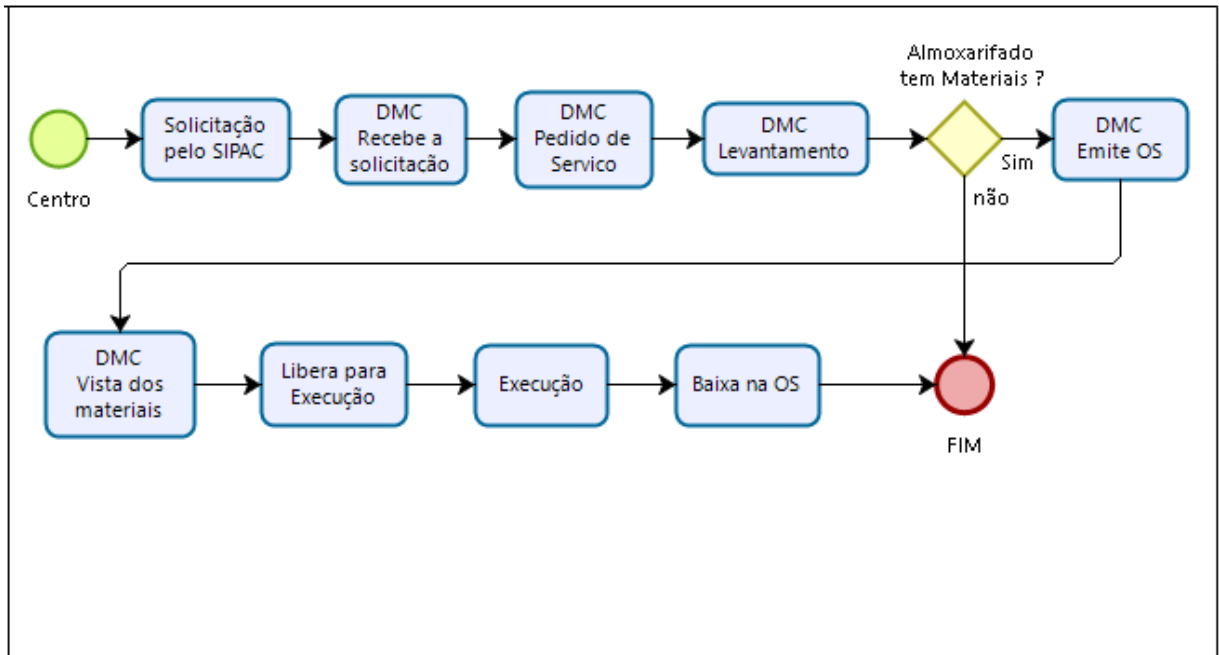 Almoxarifado
tem Materiais ?
Centro
Solicitação
pelo SIPAC
DMC
Recebe a
solicitação
DMC
Pedido de
Servico
DMC
Levantamento
Sim
não
DMC
Emite OS
DMC
Vista dos
materiais
Libera para
Execução
Execução
Baixa na OS
FIM